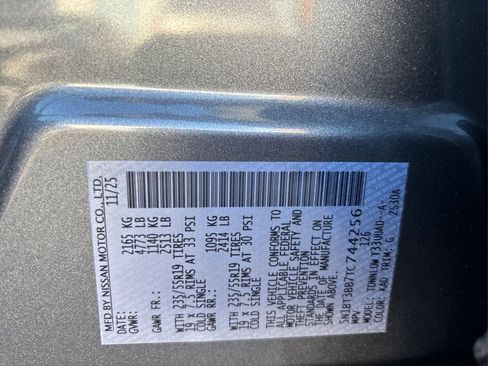 MFD BY NISSAN MOTOR CO., LTD.
DATE: 11/25
GVWR: 2165 KG
4773 LB
GAWR FR: 1140 KG
2513 LB
WITH 235/55R19 TIRES
19 x 7.5 RIMS AT 33 PSI
COLD SINGLE
GAWR RR: 1095 KG
2414 LB
WITH 235/55R19 TIRES
19 x 7.5 RIMS AT 30 PSI
COLD SINGLE
THIS VEHICLE CONFORMS TO
ALL APPLICABLE FEDERAL
MOTOR VEHICLE SAFETY AND
THEFT PREVENTION
STANDARDS IN EFFECT ON
THE DATE OF MANUFACTURE
SHOWN ABOVE.
5N1BT3BB7TC744256
MPV 1726
MODEL:
COLOR: KAD TRIM: G ZS30A